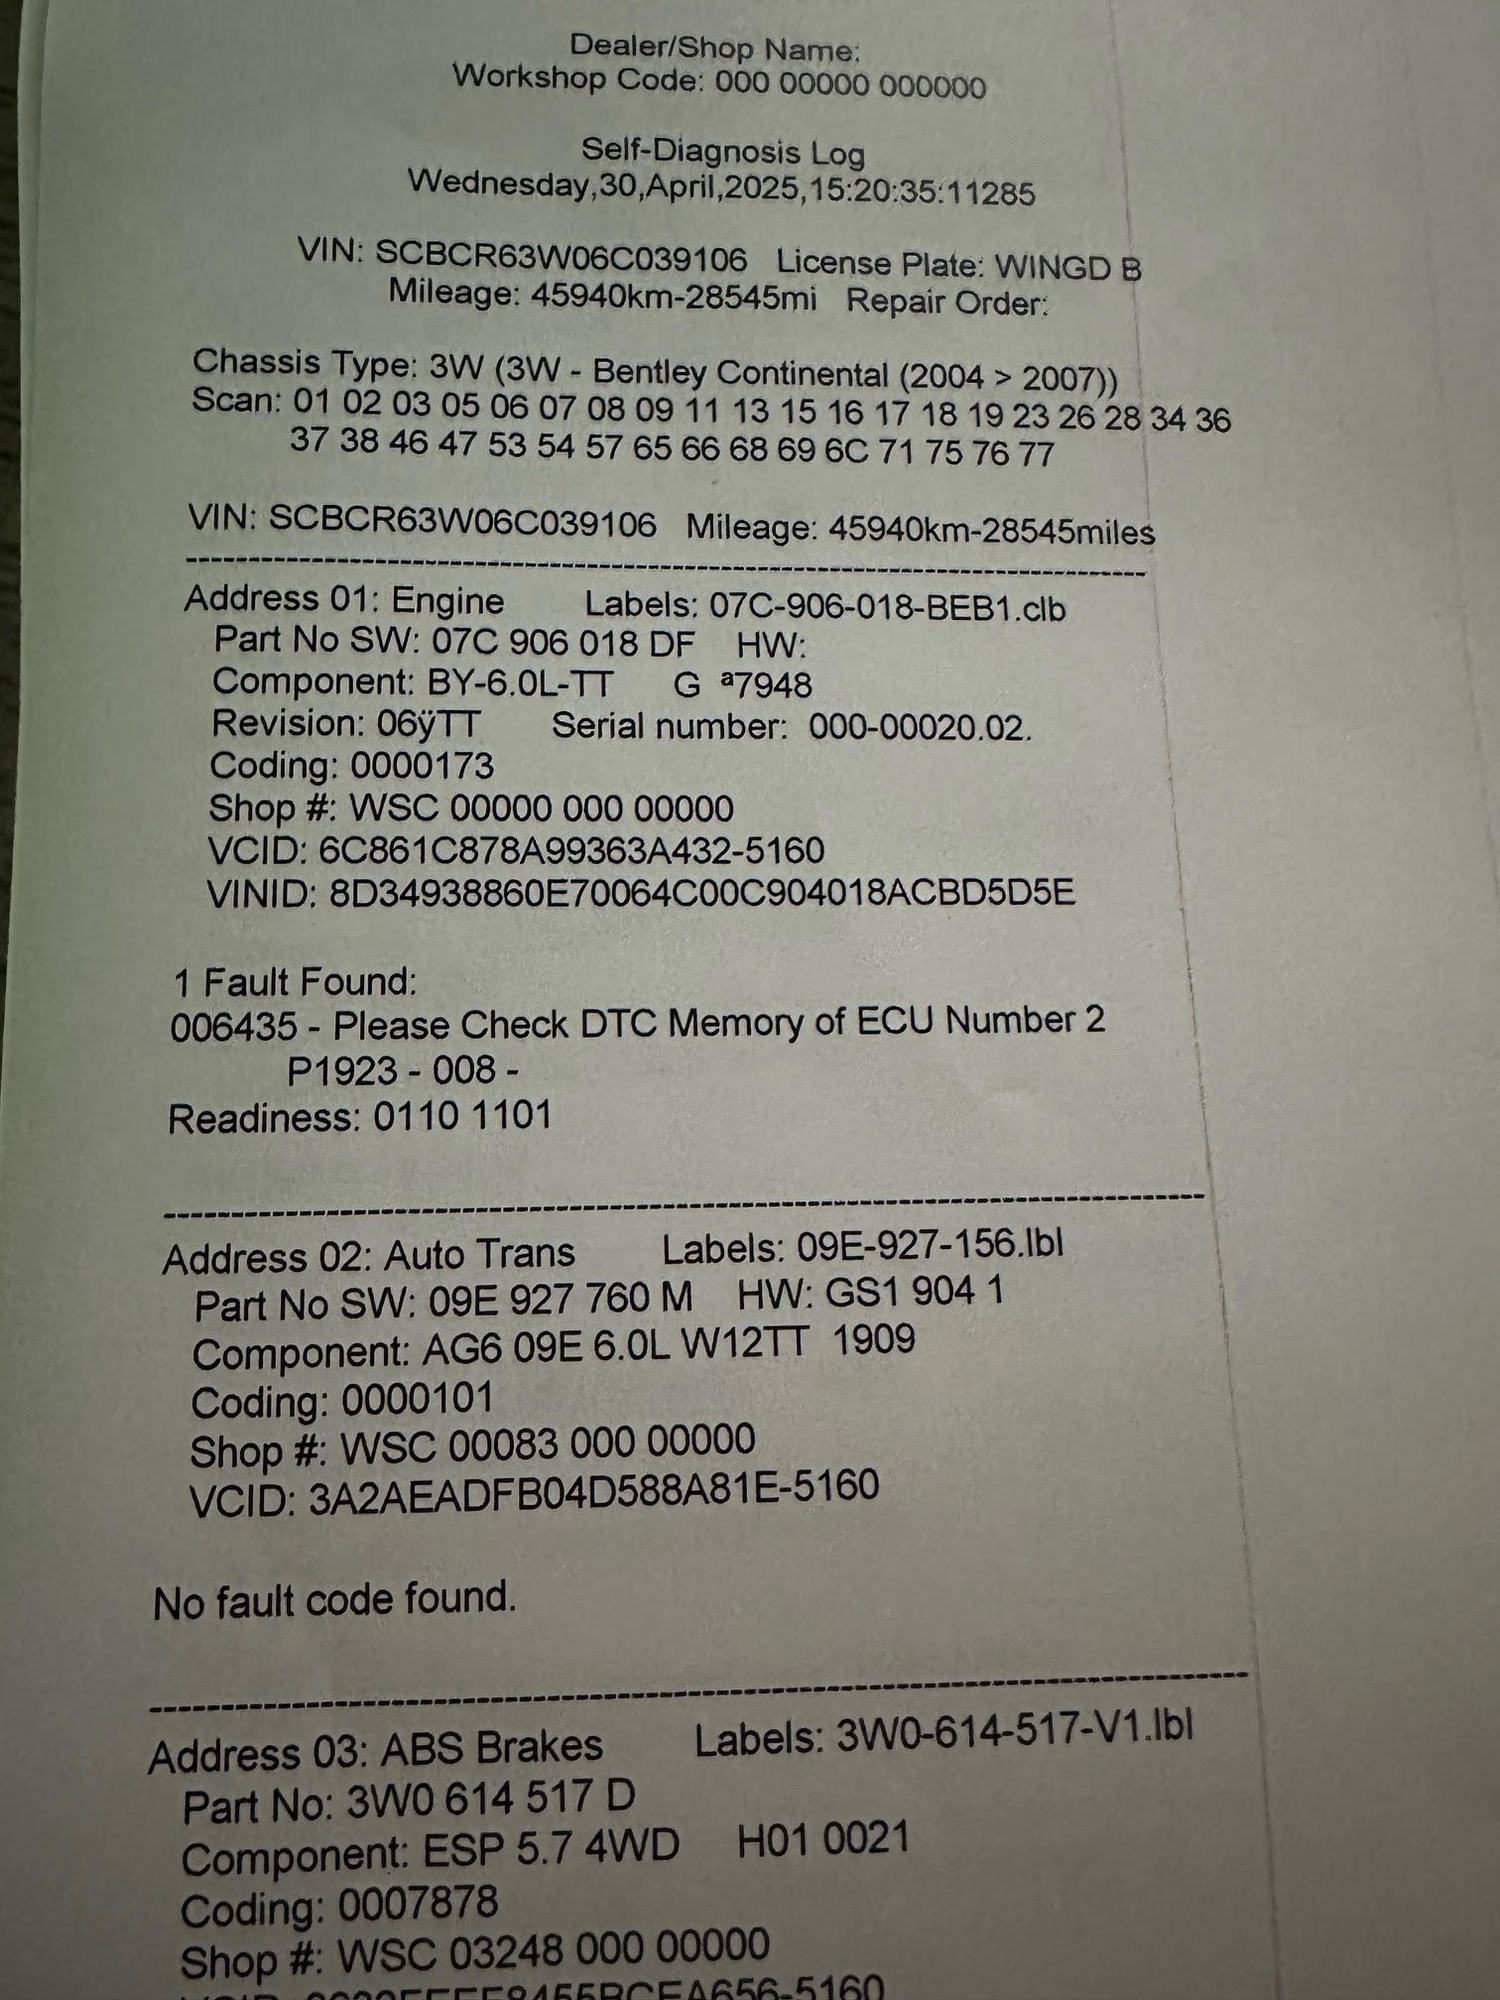 Dealer/Shop Name:
Workshop Code: 000 00000 000000
Self-Diagnosis Log
Wednesday,30,April,2025,15:20:35:11285
VIN: SCBCR63W06C039106 License Plate: WINGD B
Mileage: 45940km-28545mi Repair Order:
Chassis Type: 3W (3W - Bentley Continental (2004 > 2007))
Scan: 01 02 03 05 06 07 08 09 11 13 15 16 17 18 19 23 26 28 34 36
37 38 46 47 53 54 57 65 66 68 69 6C 71 75 76 77
VIN: SCBCR63W06C039106 Mileage: 45940km-28545miles
Address 01: Engine Labels: 07C-906-018-BEB1.clb
Part No SW: 07C 906 018 DF HW:
Component: BY-6.0L-TT G ª7948
Revision: 06ÿTT Serial number: 000-00020.02.
Coding: 0000173
Shop #: WSC 00000 000 00000
VCID: 6C861C878A99363A432-5160
VINID: 8D34938860E70064C00C904018ACBD5D5E
1 Fault Found:
006435 - Please Check DTC Memory of ECU Number 2
P1923 - 008 -
Readiness: 0110 1101
Address 02: Auto Trans Labels: 09E-927-156.lbl
Part No SW: 09E 927 760 M HW: GS1 904 1
Component: AG6 09E 6.0L W12TT 1909
Coding: 0000101
Shop #: WSC 00083 000 00000
VCID: 3A2AEADFB04D588A81E-5160
No fault code found.
Address 03: ABS Brakes Labels: 3W0-614-517-V1.lbl
Part No: 3W0 614 517 D
Component: ESP 5.7 4WD H01 0021
Coding: 0007878
Shop #: WSC 03248 000 00000